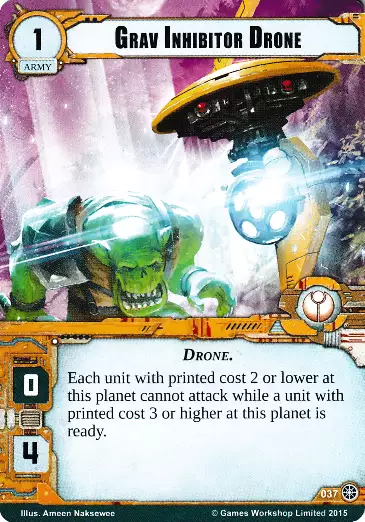 1
GRAV INHIBITOR DRONE
ARMY
DRONE.
0
Each unit with printed cost 2 or lower at
this planet cannot attack while a unit with
printed cost 3 or higher at this planet is
ready.
4
037
Illus. Ameen Naksewee
© Games Workshop Limited 2015